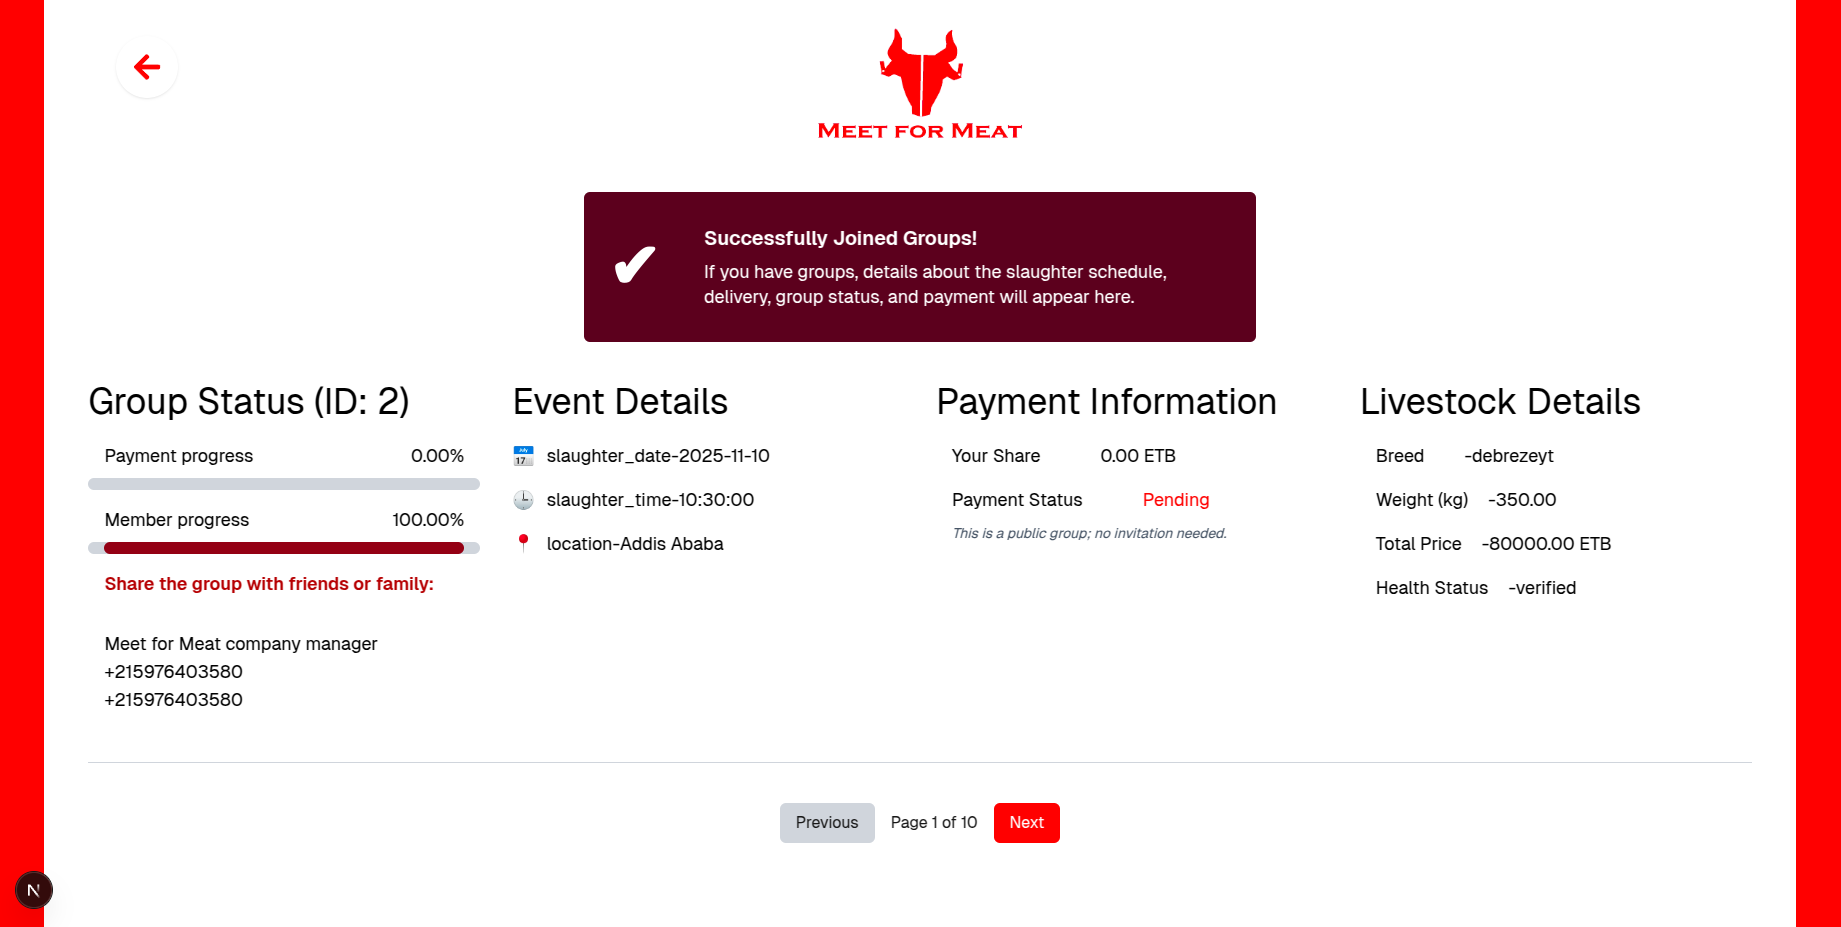 MEET FOR MEAT
Successfully Joined Groups!
If you have groups, details about the slaughter schedule,
delivery, group status, and payment will appear here.
Group Status (ID: 2)
Payment progress 0.00%
Member progress 100.00%
Share the group with friends or family:
Meet for Meat company manager
+215976403580
+215976403580
Event Details
July
17
slaughter_date-2025-11-10
slaughter_time-10:30:00
location-Addis Ababa
Payment Information
Your Share 0.00 ETB
Payment Status Pending
This is a public group; no invitation needed.
Livestock Details
Breed -debrezeyt
Weight (kg) -350.00
Total Price -80000.00 ETB
Health Status -verified
Previous Page 1 of 10 Next
N